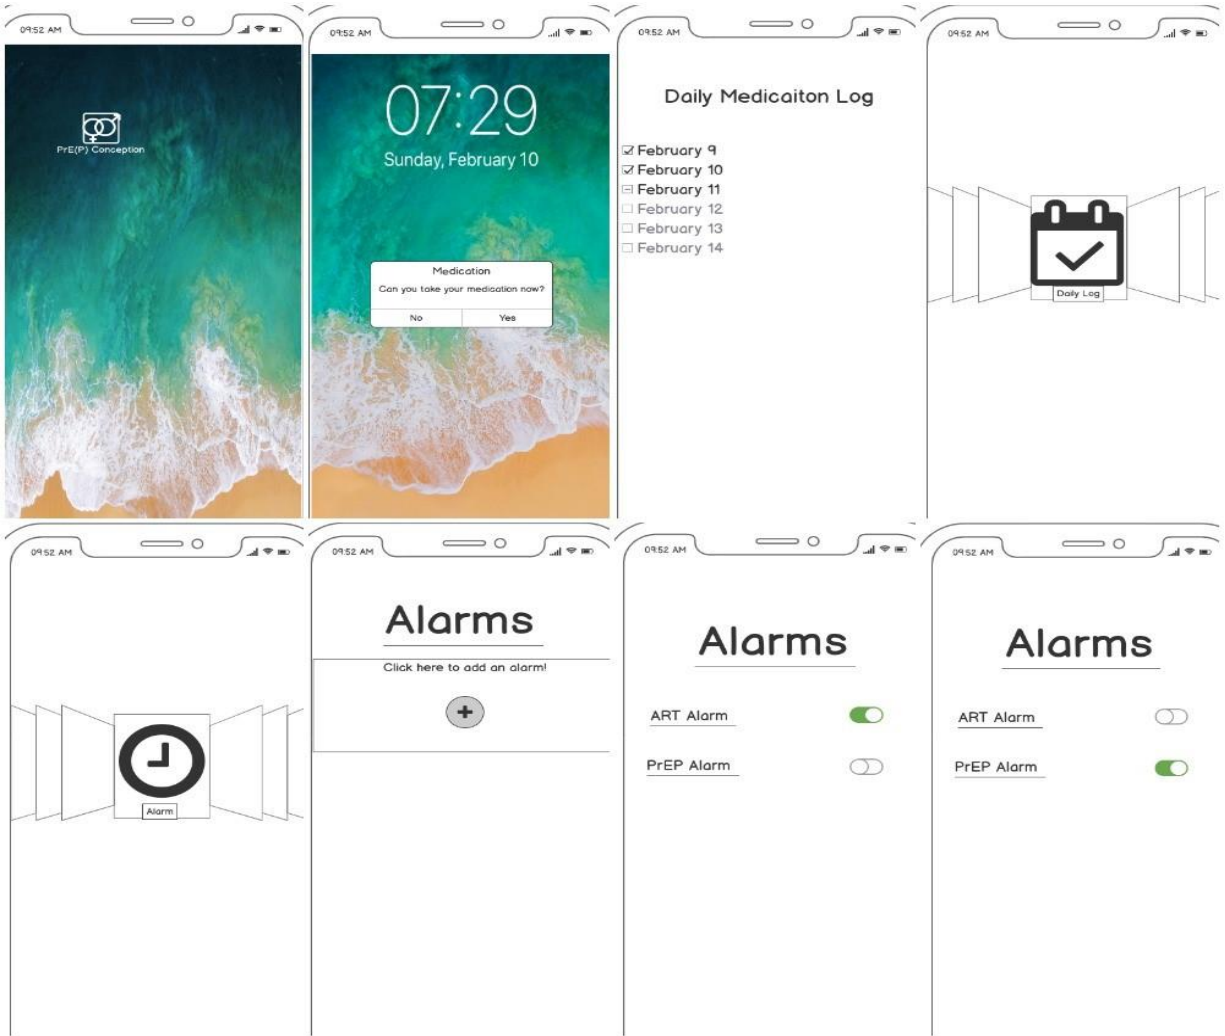 09:52 AM
PrE(P) Conception
09:52 AM
07:29
Sunday, February 10
Medication
Can you take your medication now?
No
Yes
09:52 AM
Daily Medicaiton Log
February 9
February 10
February 11
February 12
February 13
February 14
09:52 AM
Daily Log
09:52 AM
Alarm
09:52 AM
Alarms
Click here to add an alarm!
09:52 AM
Alarms
ART Alarm
PrEP Alarm
09:52 AM
Alarms
ART Alarm
PrEP Alarm